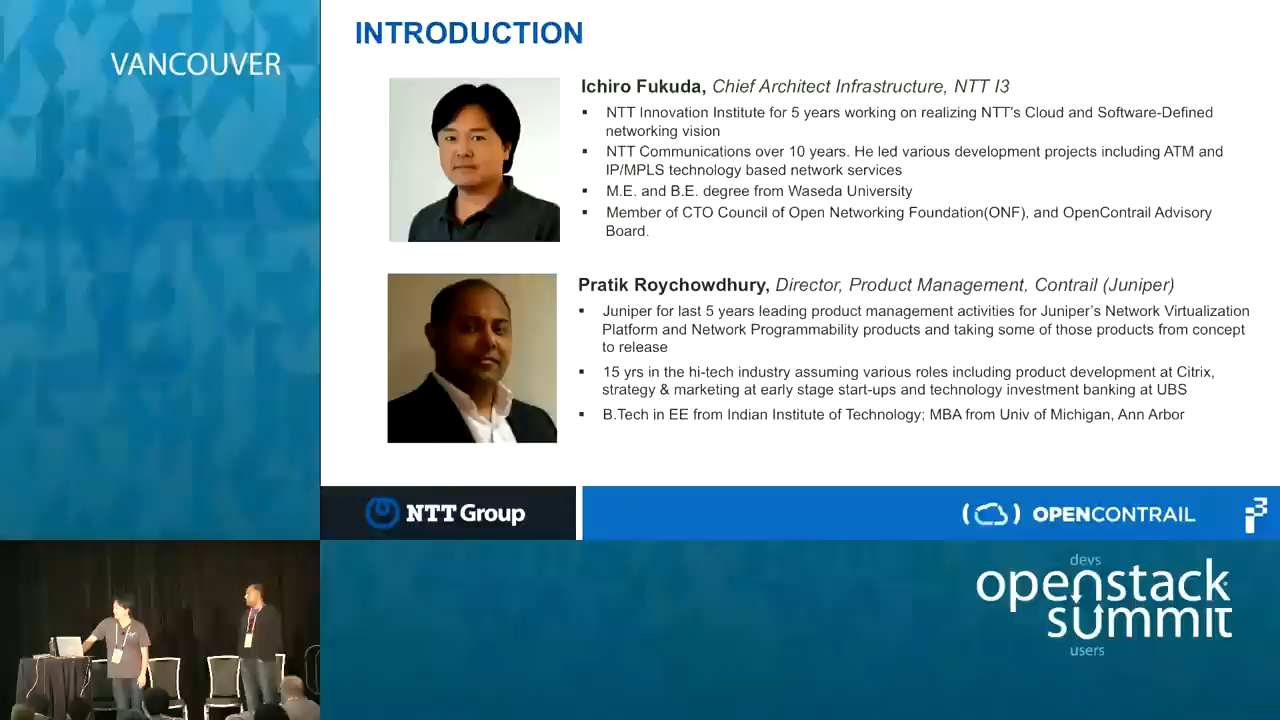 VANCOUVER
INTRODUCTION
Ichiro Fukuda, Chief Architect Infrastructure, NTT I3
▪ NTT Innovation Institute for 5 years working on realizing NTT's Cloud and Software-Defined
networking vision
▪ NTT Communications over 10 years. He led various development projects including ATM and
IP/MPLS technology based network services
▪ M.E. and B.E. degree from Waseda University
▪ Member of CTO Council of Open Networking Foundation(ONF), and OpenContrail Advisory
Board.
Pratik Roychowdhury, Director, Product Management, Contrail (Juniper)
▪ Juniper for last 5 years leading product management activities for Juniper's Network Virtualization
Platform and Network Programmability products and taking some of those products from concept
to release
▪ 15 yrs in the hi-tech industry assuming various roles including product development at Citrix,
strategy & marketing at early stage start-ups and technology investment banking at UBS
▪ B.Tech in EE from Indian Institute of Technology; MBA from Univ of Michigan, Ann Arbor
NTT Group
OPENCONTRAIL
i3
devs
openstack
summit
users